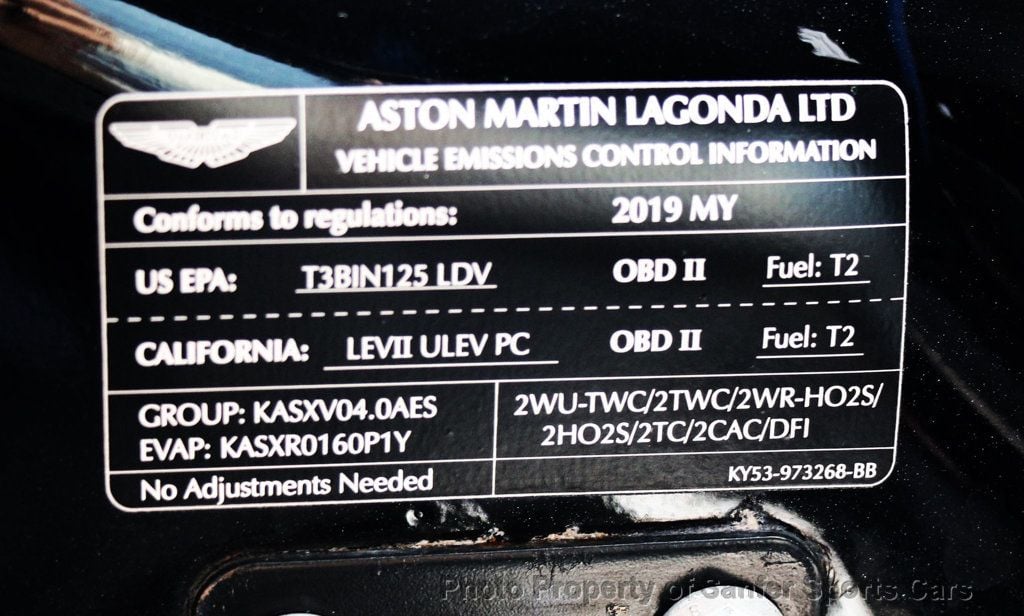 ASTON MARTIN LAGONDA LTD
VEHICLE EMISSIONS CONTROL INFORMATION
Conforms to regulations: 2019 MY
US EPA: T3BIN125 LDV OBD II Fuel: T2
CALIFORNIA: LEVII ULEV PC OBD II Fuel: T2
GROUP: KASXV04.0AES
EVAP: KASXR0160P1Y
2WU-TWC/2TWC/2WR-HO2S/
2HO2S/2TC/2CAC/DFI
No Adjustments Needed
KY53-973268-BB
Photo Property of Sanfer Sports Cars